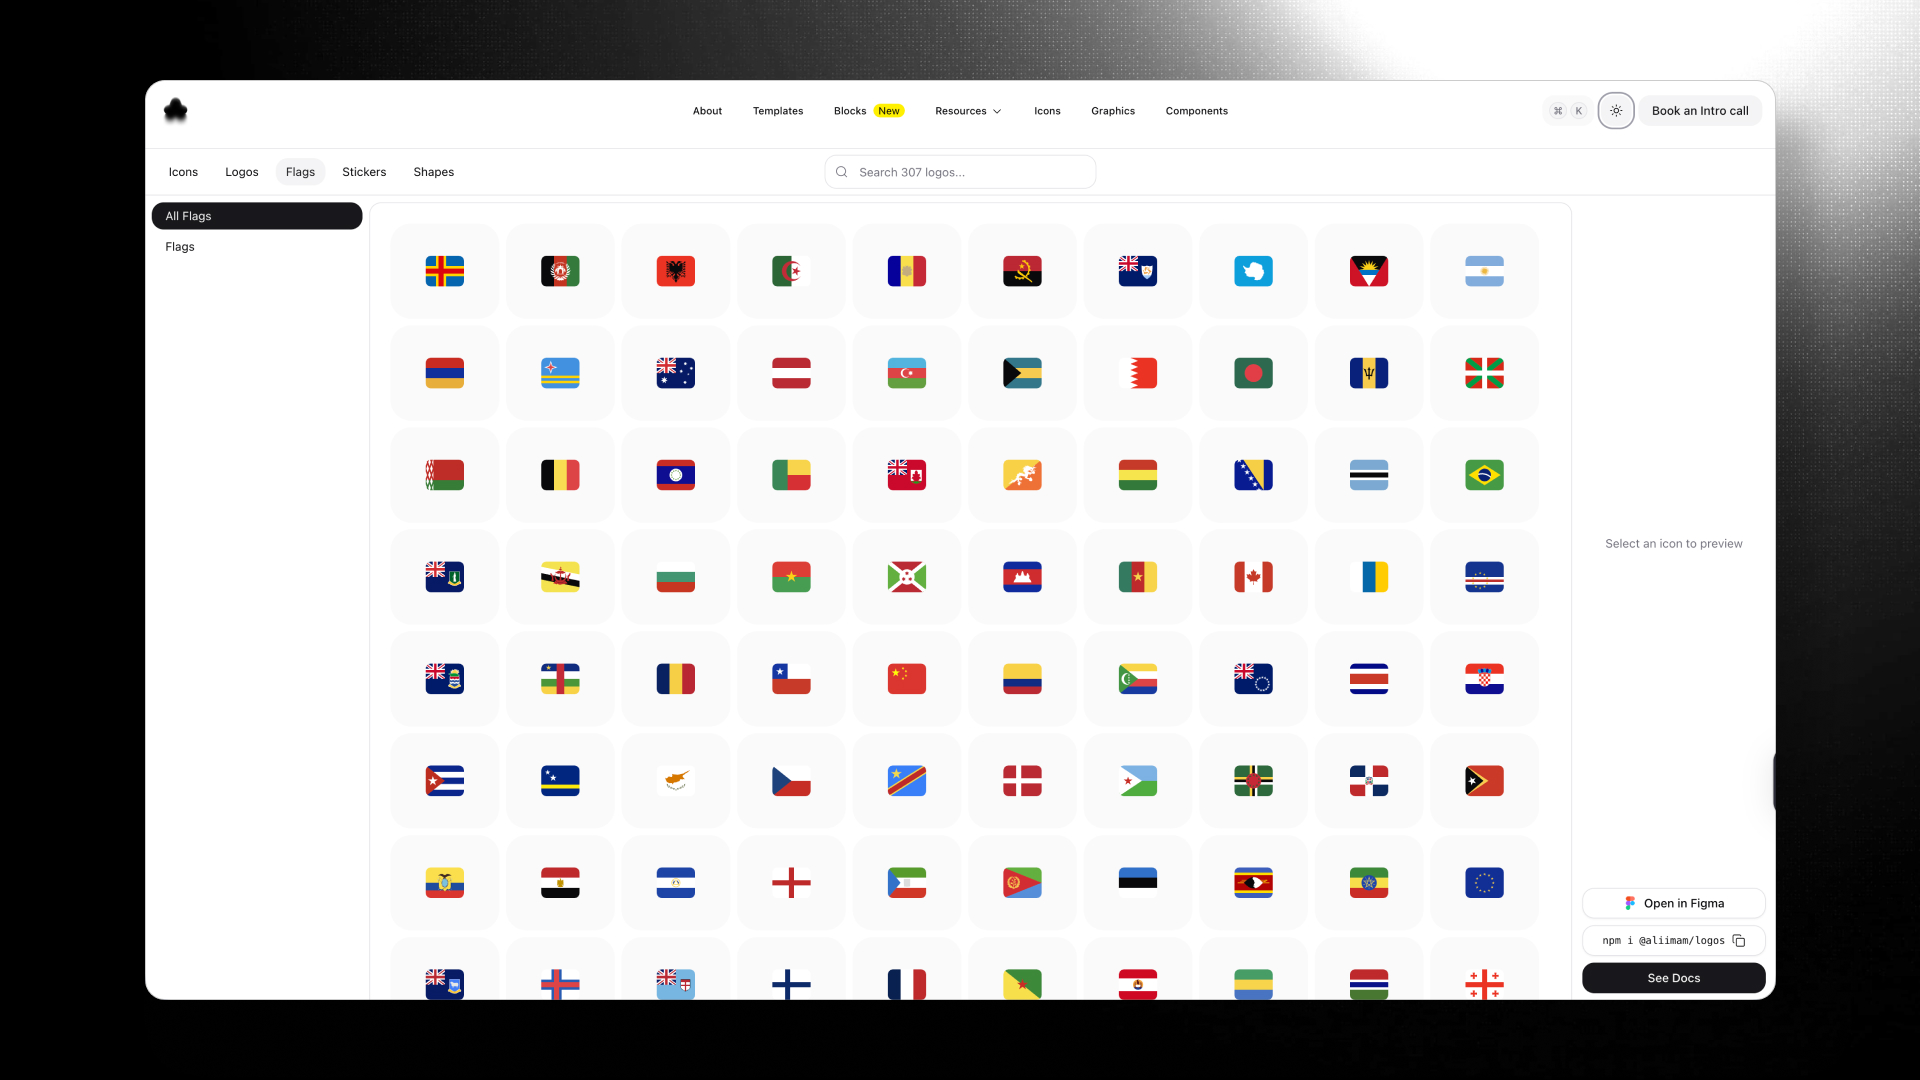 About
Templates
Blocks New
Resources
Icons
Graphics
Components
⌘ K
Book an Intro call
Icons
Logos
Flags
Stickers
Shapes
Search 307 logos...
All Flags
Flags
Select an icon to preview
Open in Figma
npm i @aliimam/logos
See Docs